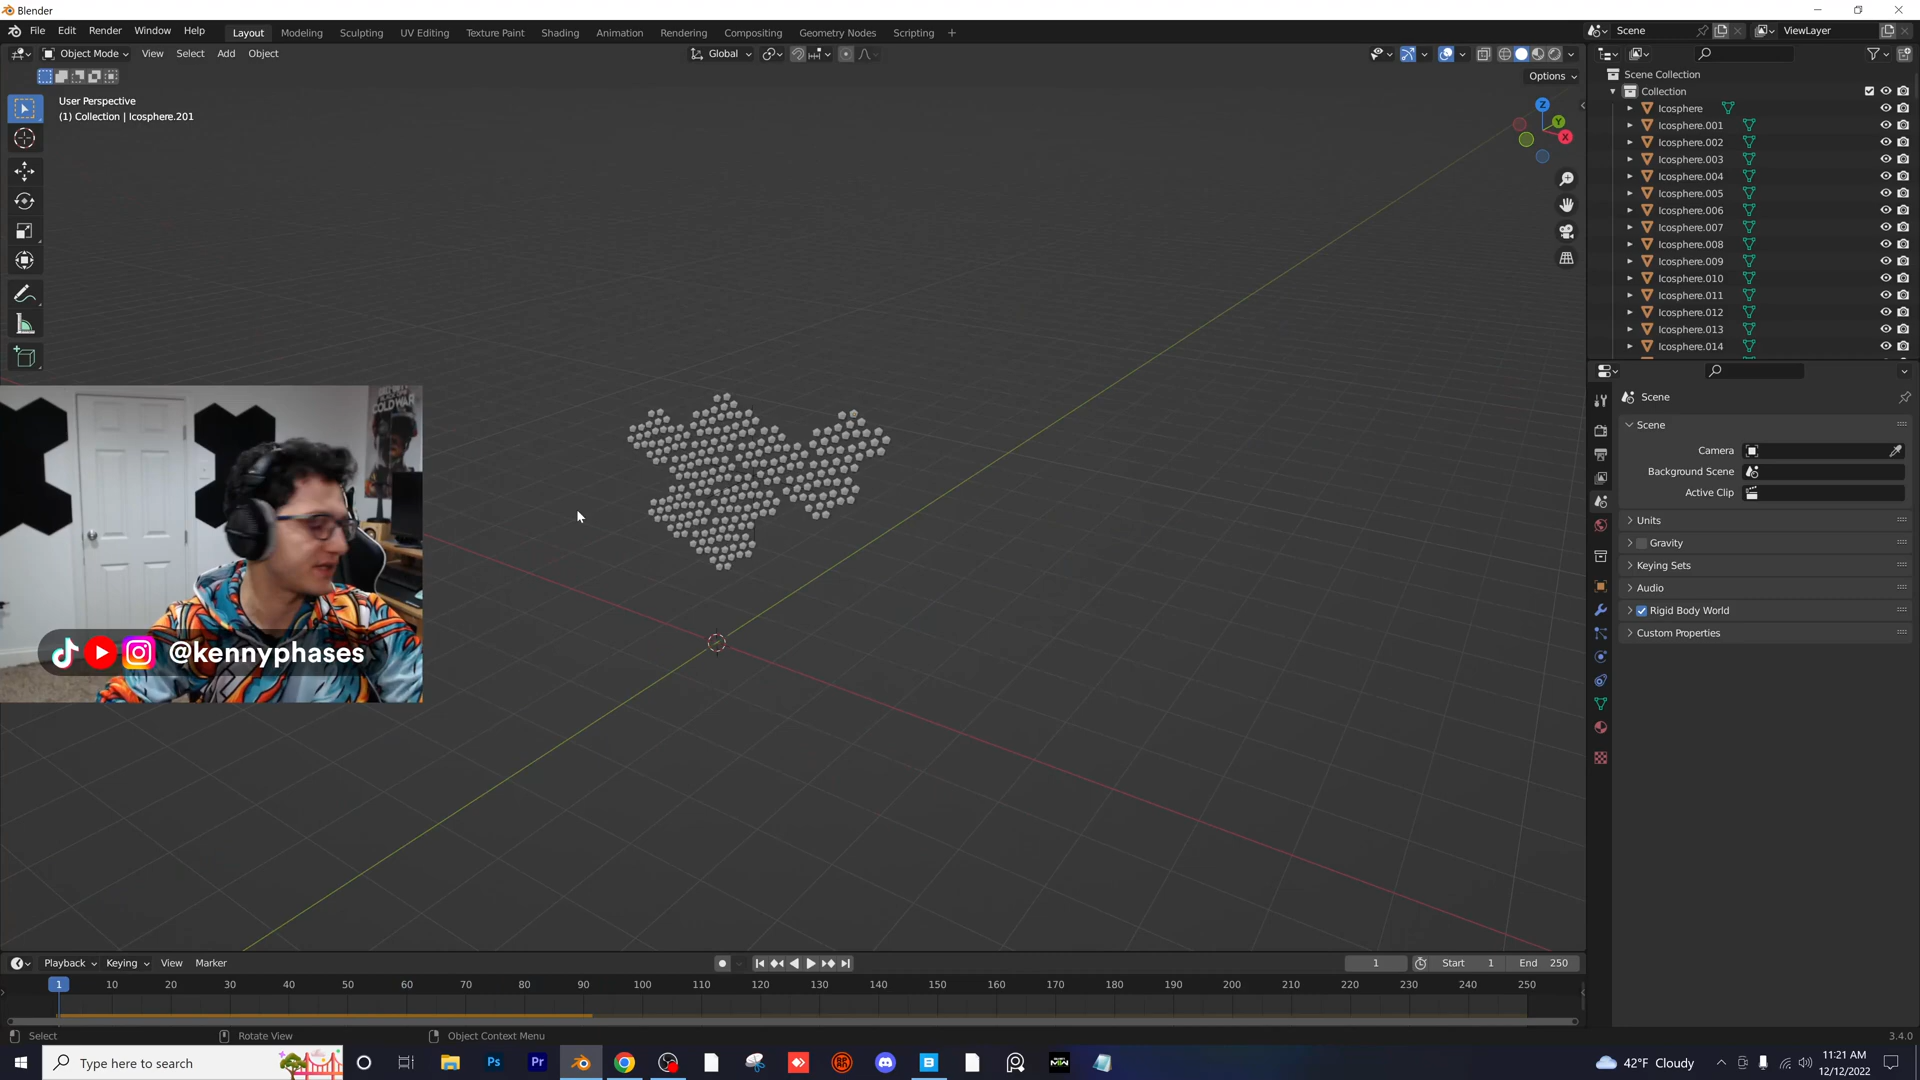 Blender
File Edit Render Window Help
Layout Modeling Sculpting UV Editing Texture Paint Shading Animation Rendering Compositing Geometry Nodes Scripting +
Scene
ViewLayer
Object Mode View Select Add Object
Global
Options
User Perspective
(1) Collection | Icosphere.201
Z
Y
X
Scene Collection
Collection
Icosphere
Icosphere.001
Icosphere.002
Icosphere.003
Icosphere.004
Icosphere.005
Icosphere.006
Icosphere.007
Icosphere.008
Icosphere.009
Icosphere.010
Icosphere.011
Icosphere.012
Icosphere.013
Icosphere.014
Scene
Scene
Camera
Background Scene
Active Clip
Units
Gravity
Keying Sets
Audio
Rigid Body World
Custom Properties
COLD WAR
@kennyphases
Playback Keying View Marker
1
Start 1
End 250
1 10 20 30 40 50 60 70 80 90 100 110 120 130 140 150 160 170 180 190 200 210 220 230 240 250
Select
Rotate View
Object Context Menu
3.4.0
Type here to search
Ps
Pr
42°F Cloudy
11:21 AM
12/12/2022